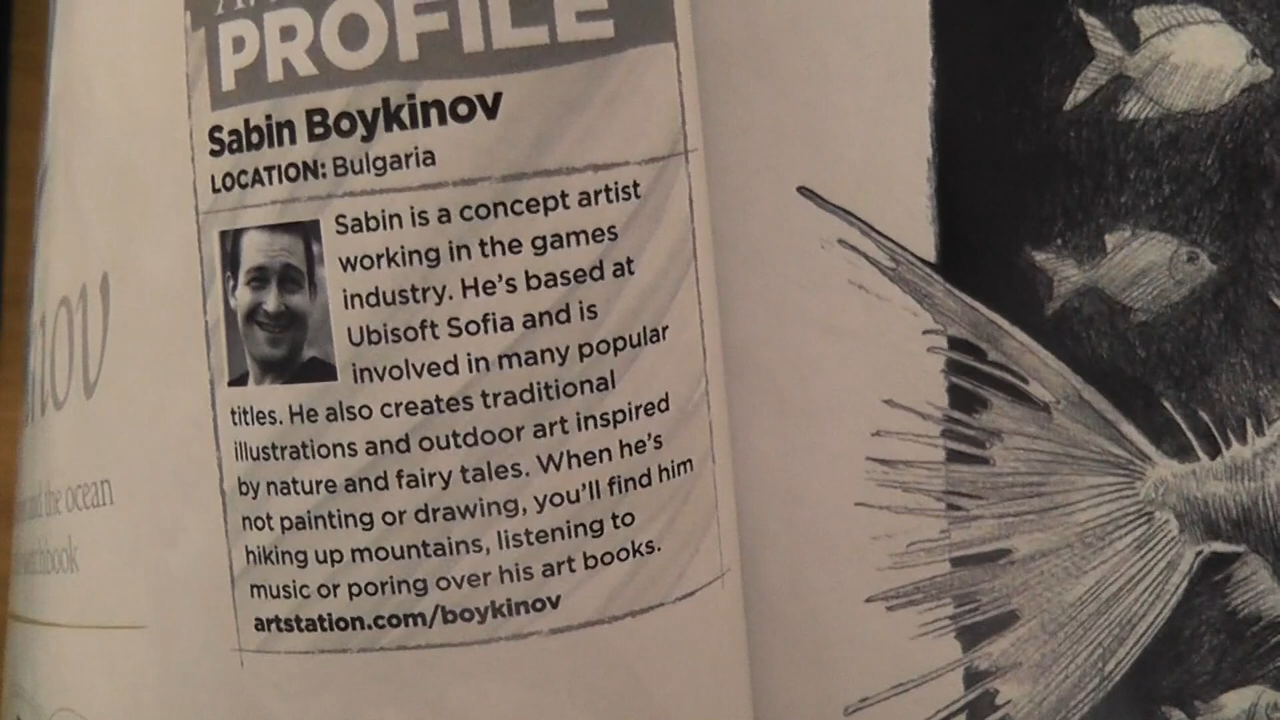 PROFILE
Sabin Boykinov
LOCATION: Bulgaria
Sabin is a concept artist
working in the games
industry. He's based at
Ubisoft Sofia and is
involved in many popular
titles. He also creates traditional
illustrations and outdoor art inspired
by nature and fairy tales. When he's
not painting or drawing, you'll find him
hiking up mountains, listening to
music or poring over his art books.
artstation.com/boykinov
nov
the ocean